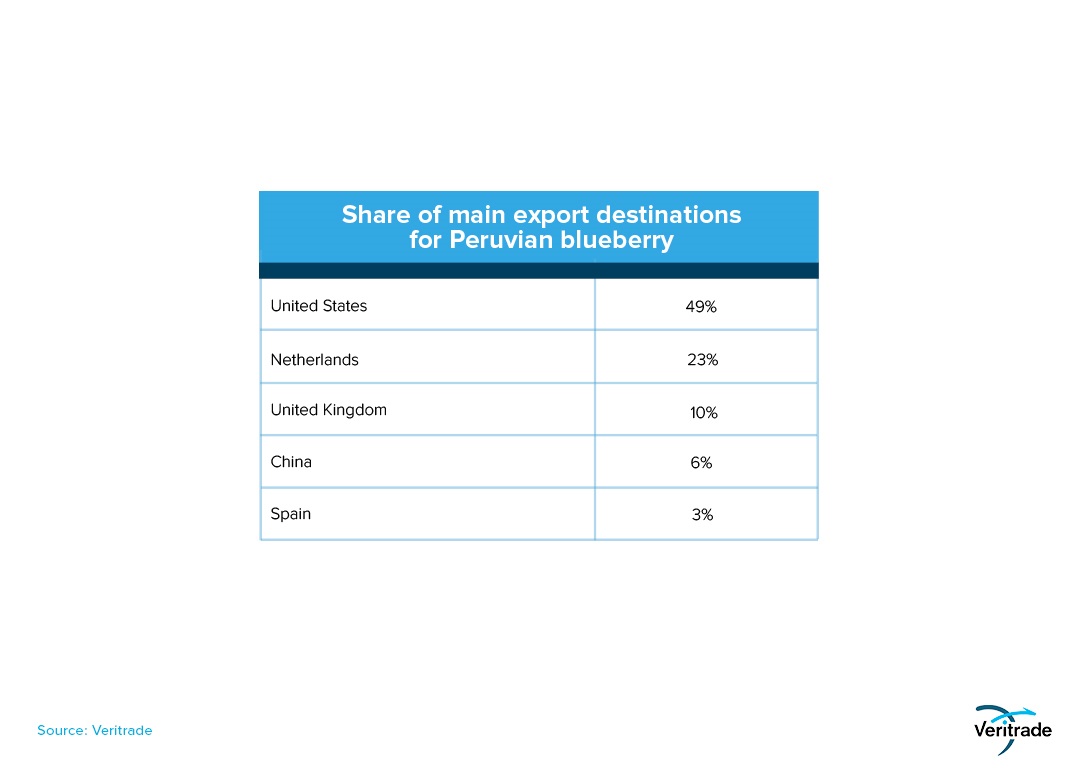 Share of main export destinations
for Peruvian blueberry
United States 49%
Netherlands 23%
United Kingdom 10%
China 6%
Spain 3%
Source: Veritrade
Veritrade